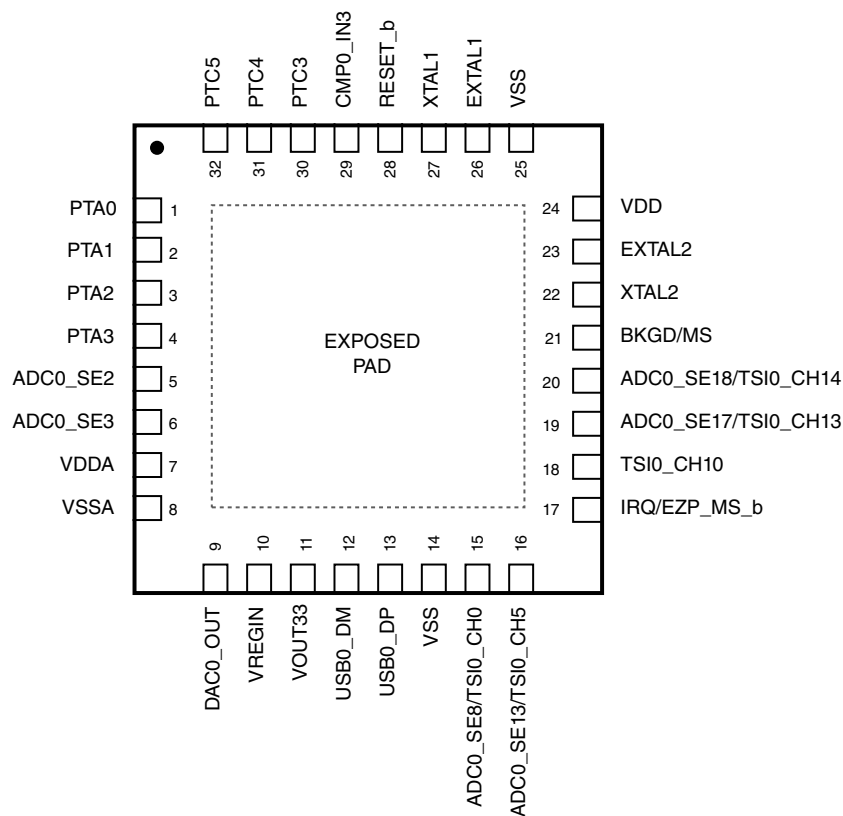 PTC5
PTC4
PTC3
CMP0_IN3
RESET_b
XTAL1
EXTAL1
VSS
32
31
30
29
28
27
26
25
PTA0
1
PTA1
2
PTA2
3
PTA3
4
ADC0_SE2
5
ADC0_SE3
6
VDDA
7
VSSA
8
EXPOSED
PAD
24
VDD
23
EXTAL2
22
XTAL2
21
BKGD/MS
20
ADC0_SE18/TSI0_CH14
19
ADC0_SE17/TSI0_CH13
18
TSI0_CH10
17
IRQ/EZP_MS_b
9
10
11
12
13
14
15
16
DAC0_OUT
VREGIN
VOUT33
USB0_DM
USB0_DP
VSS
ADC0_SE8/TSI0_CH0
ADC0_SE13/TSI0_CH5